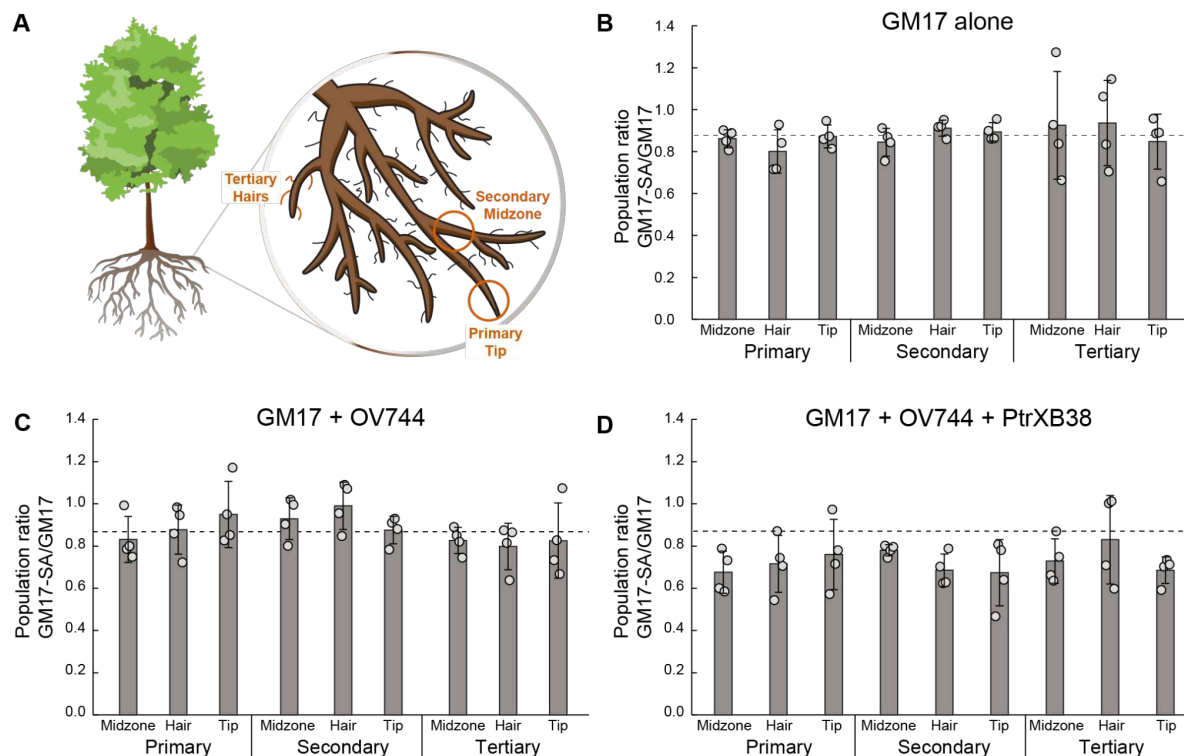 A
Tertiary
Hairs
Secondary
Midzone
Primary
Tip
B
GM17 alone
Population ratio
GM17-SA/GM17
1.4
1.2
1.0
0.8
0.6
0.4
0.2
0.0
Midzone Hair Tip Midzone Hair Tip Midzone Hair Tip
Primary Secondary Tertiary
C
GM17 + OV744
Population ratio
GM17-SA/GM17
1.4
1.2
1.0
0.8
0.6
0.4
0.2
0.0
Midzone Hair Tip Midzone Hair Tip Midzone Hair Tip
Primary Secondary Tertiary
D
GM17 + OV744 + PtrXB38
Population ratio
GM17-SA/GM17
1.4
1.2
1.0
0.8
0.6
0.4
0.2
0.0
Midzone Hair Tip Midzone Hair Tip Midzone Hair Tip
Primary Secondary Tertiary